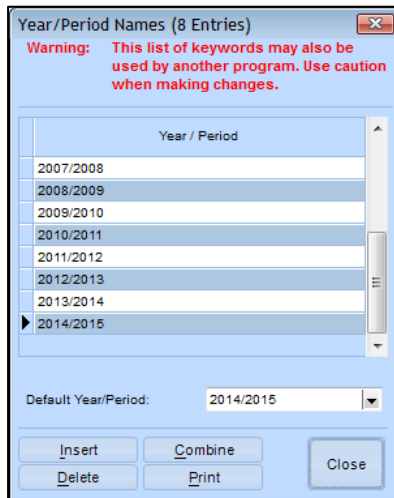 Year/Period Names (8 Entries)
Warning: This list of keywords may also be
used by another program. Use caution
when making changes.
Year / Period
2007/2008
2008/2009
2009/2010
2010/2011
2011/2012
2012/2013
2013/2014
2014/2015
Default Year/Period: 2014/2015
Insert Combine
Close
Delete Print